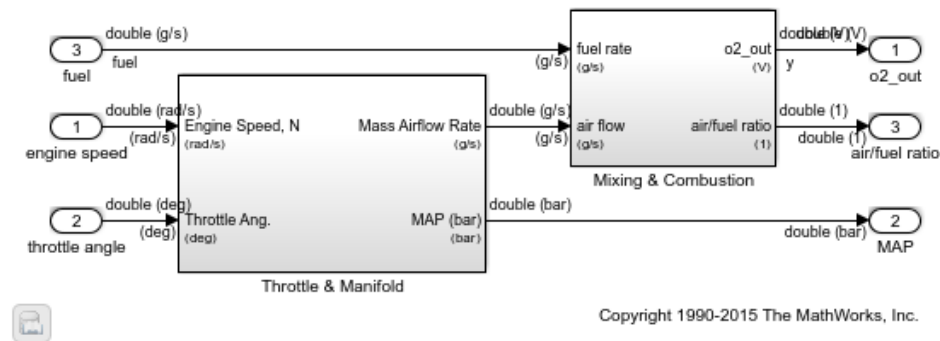 double (g/s)
3
fuel
fuel
(g/s)
fuel rate
(g/s)
o2_out
(V)
double (V)
y
1
o2_out
double (rad/s)
1
(rad/s)
engine speed
Engine Speed, N
(rad/s)
Mass Airflow Rate
(g/s)
double (g/s)
(g/s)
air flow
(g/s)
air/fuel ratio
(1)
double (1)
double (1)
3
air/fuel ratio
Mixing & Combustion
double (deg)
2
(deg)
throttle angle
Throttle Ang.
(deg)
MAP (bar)
(bar)
double (bar)
double (bar)
2
MAP
Throttle & Manifold
Copyright 1990-2015 The MathWorks, Inc.